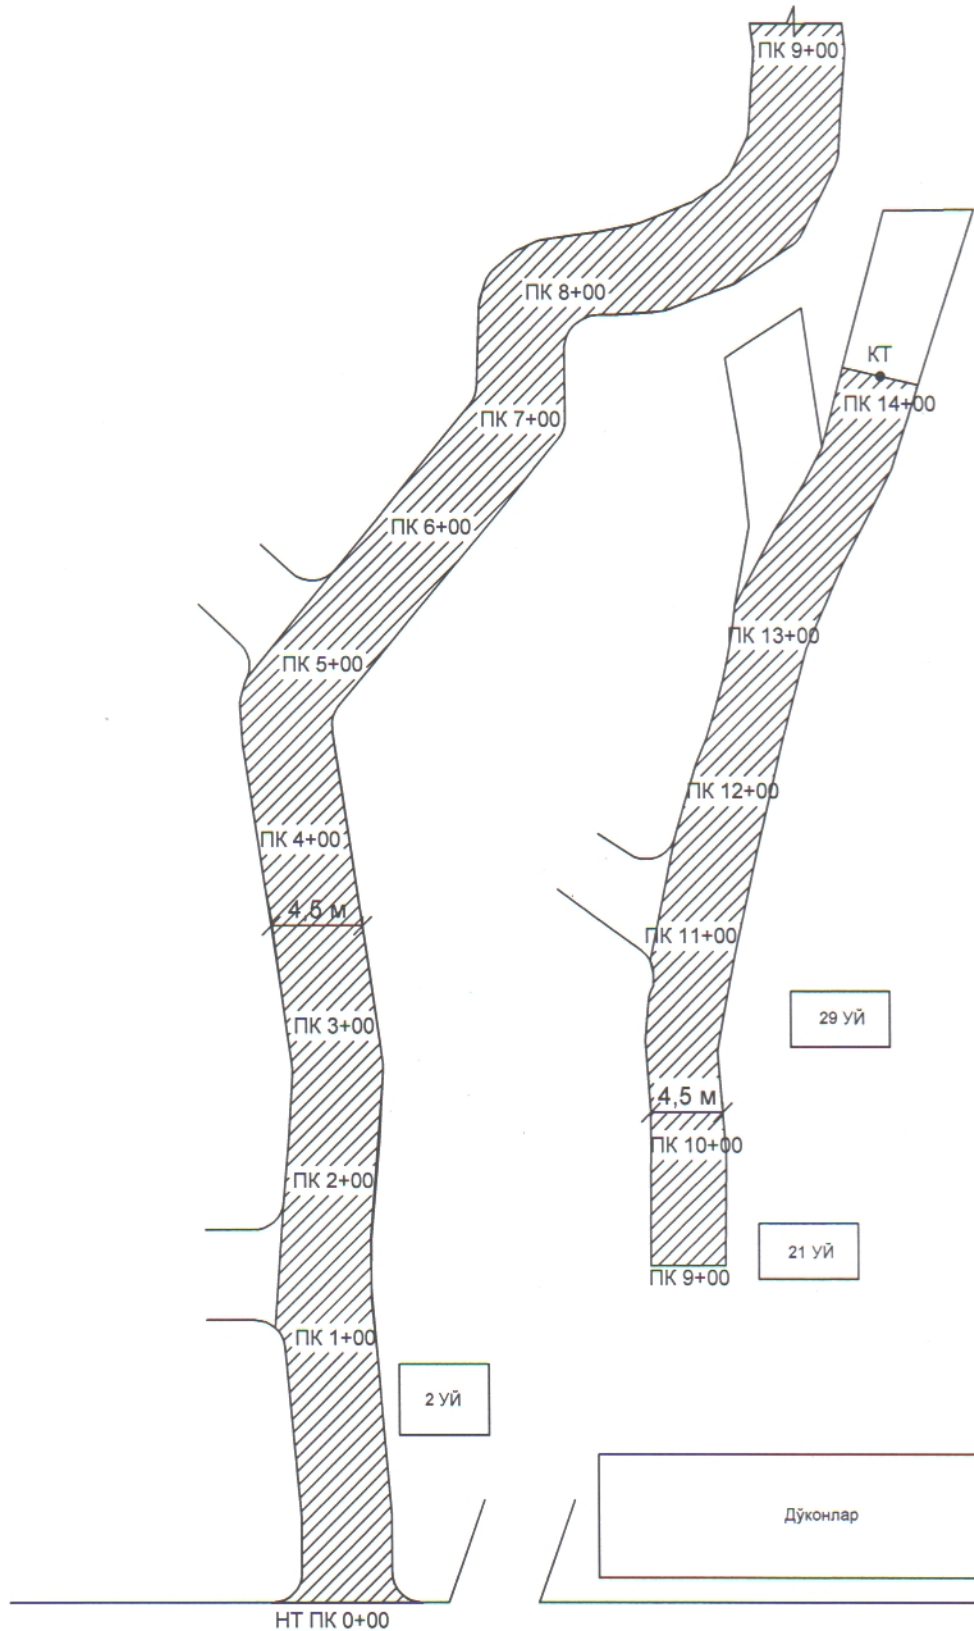 ПК 9+00
ПК 8+00
КТ
ПК 14+00
ПК 7+00
ПК 6+00
ПК 13+00
ПК 5+00
ПК 12+00
ПК 4+00
4,5 м
ПК 11+00
29 УЙ
ПК 3+00
4,5 м
ПК 10+00
ПК 2+00
21 УЙ
ПК 9+00
ПК 1+00
2 УЙ
Дўконлар
НТ ПК 0+00